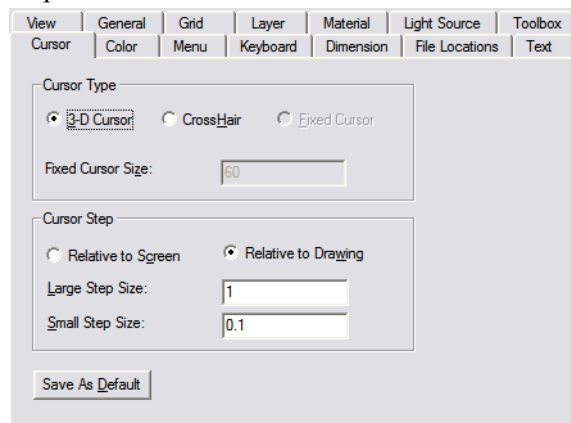 View General Grid Layer Material Light Source Toolbox
Cursor Color Menu Keyboard Dimension File Locations Text
Cursor Type
3-D Cursor CrossHair Fixed Cursor
Fixed Cursor Size: 60
Cursor Step
Relative to Screen Relative to Drawing
Large Step Size: 1
Small Step Size: 0.1
Save As Default